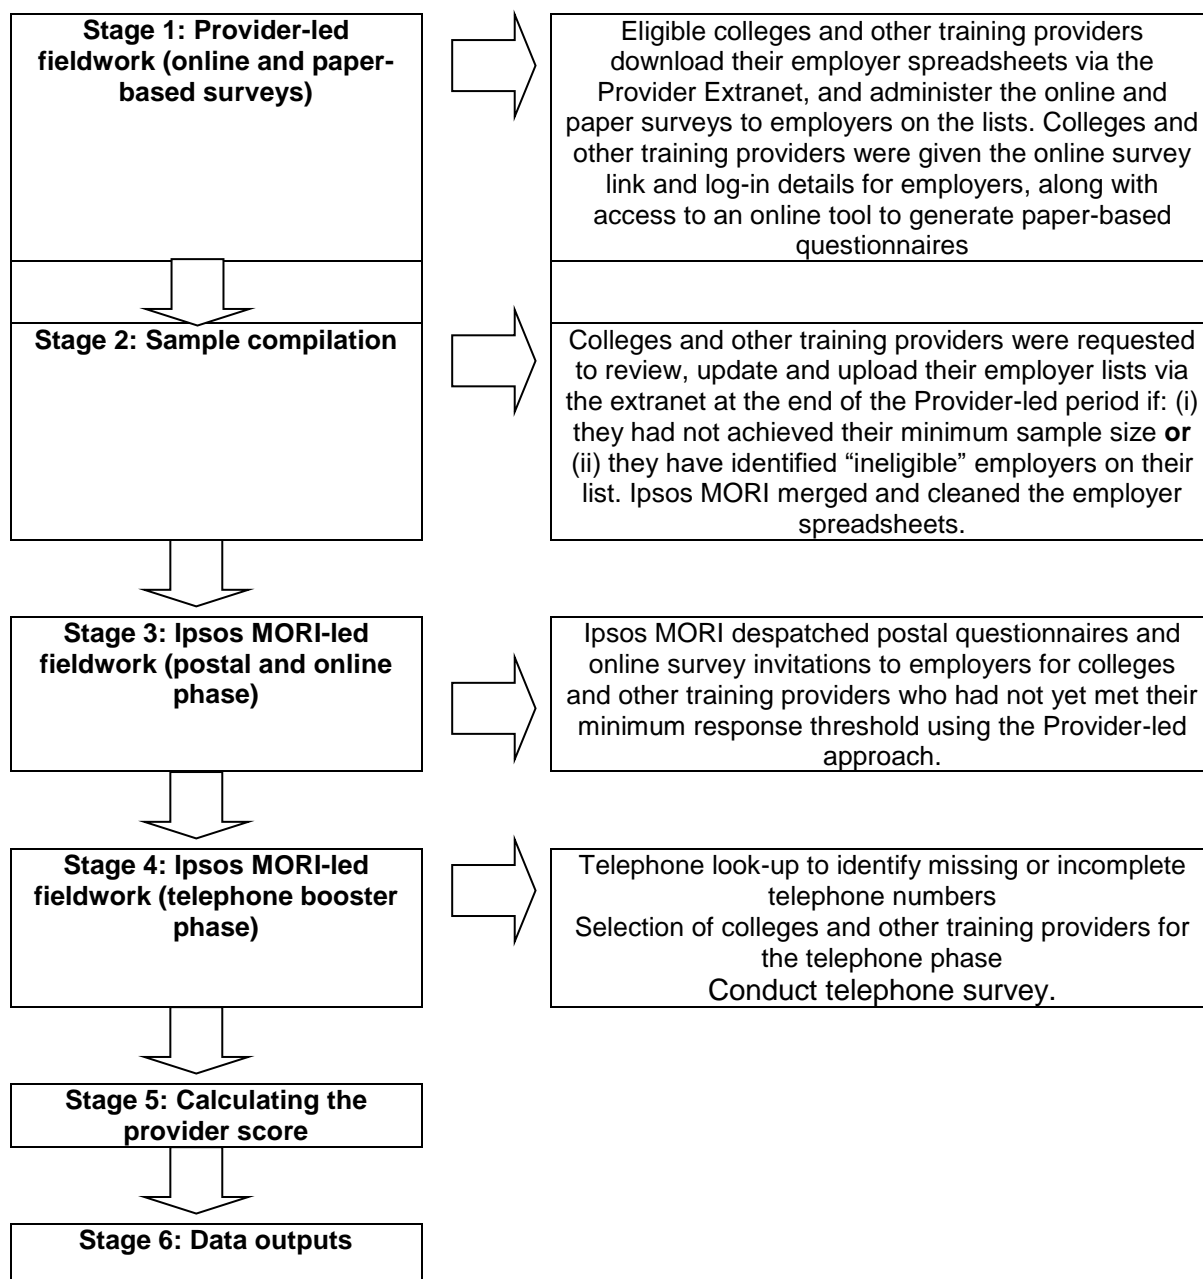 Stage 1: Provider-led
fieldwork (online and paper-
based surveys)
Eligible colleges and other training providers
download their employer spreadsheets via the
Provider Extranet, and administer the online and
paper surveys to employers on the lists. Colleges and
other training providers were given the online survey
link and log-in details for employers, along with
access to an online tool to generate paper-based
questionnaires
Stage 2: Sample compilation
Colleges and other training providers were requested
to review, update and upload their employer lists via
the extranet at the end of the Provider-led period if: (i)
they had not achieved their minimum sample size or
(ii) they have identified “ineligible” employers on their
list. Ipsos MORI merged and cleaned the employer
spreadsheets.
Stage 3: Ipsos MORI-led
fieldwork (postal and online
phase)
Ipsos MORI despatched postal questionnaires and
online survey invitations to employers for colleges
and other training providers who had not yet met their
minimum response threshold using the Provider-led
approach.
Stage 4: Ipsos MORI-led
fieldwork (telephone booster
phase)
Telephone look-up to identify missing or incomplete
telephone numbers
Selection of colleges and other training providers for
the telephone phase
Conduct telephone survey.
Stage 5: Calculating the
provider score
Stage 6: Data outputs